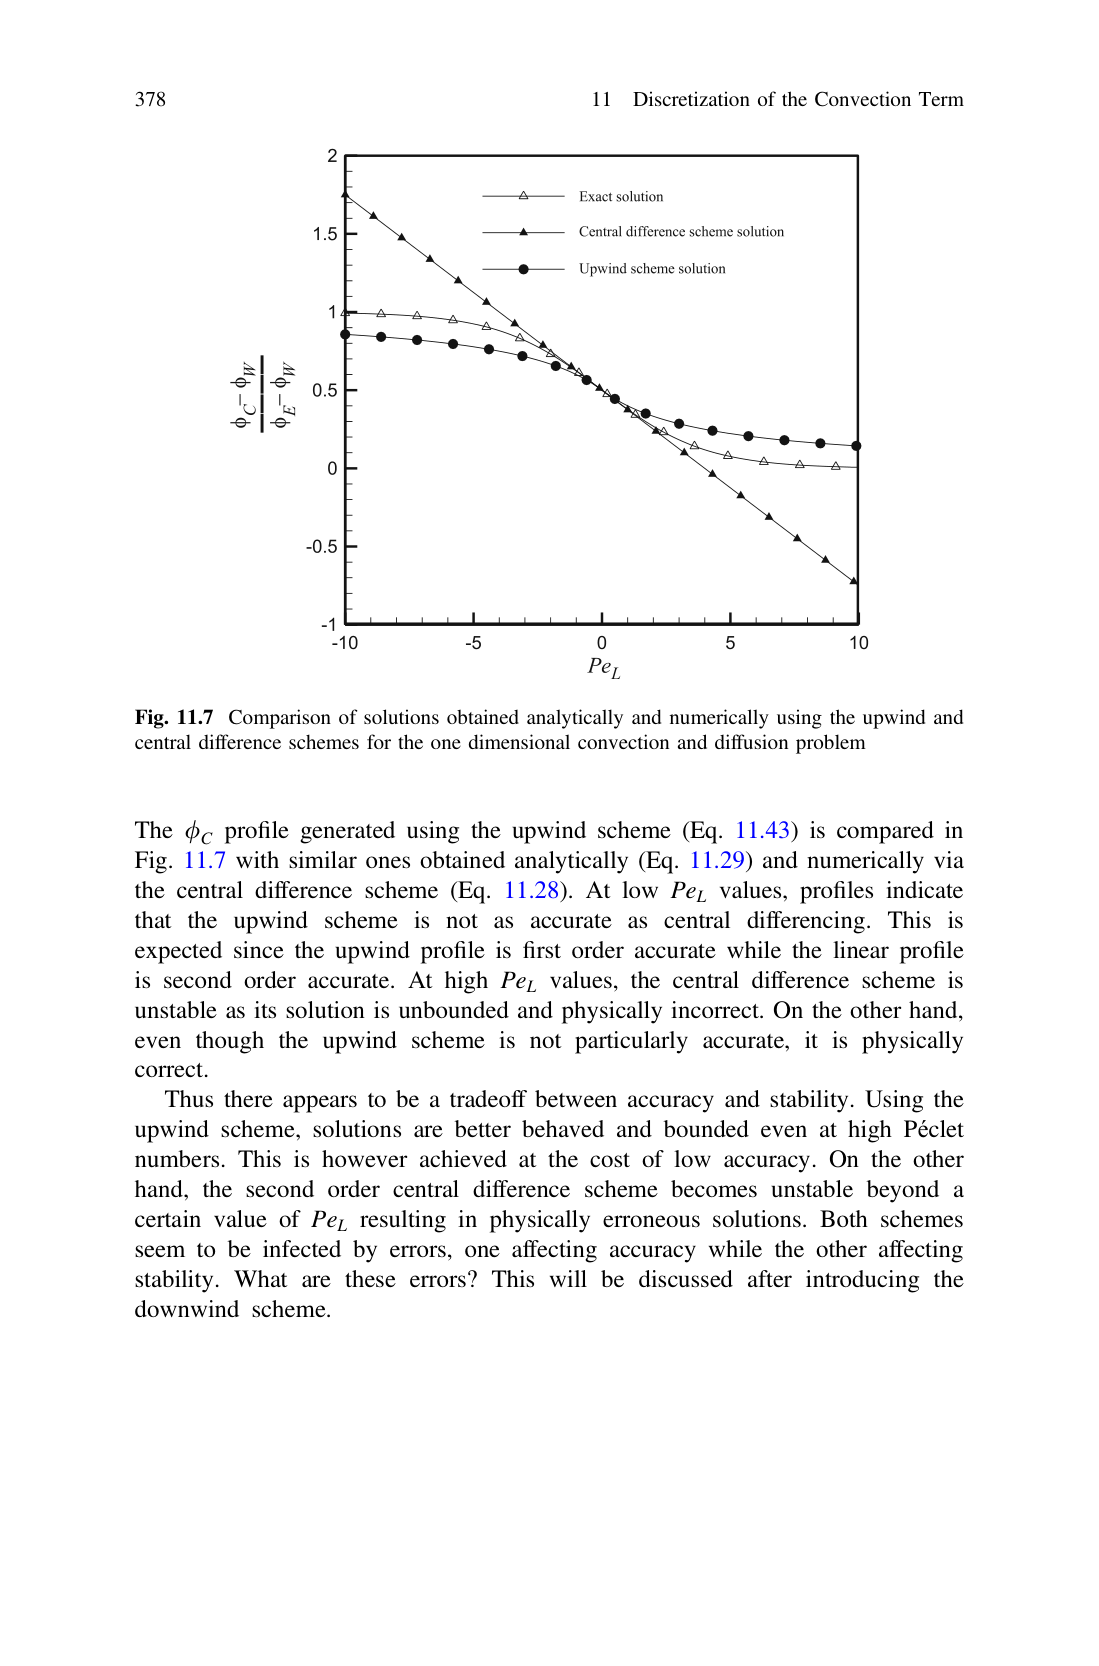 378
11 Discretization of the Convection Term
2
1.5
1
0.5
0
-0.5
-1
ϕC − ϕW
ϕE − ϕW
Exact solution
Central difference scheme solution
Upwind scheme solution
-10 -5 0 5 10
PeL
Fig. 11.7 Comparison of solutions obtained analytically and numerically using the upwind and
central difference schemes for the one dimensional convection and diffusion problem
The ϕC profile generated using the upwind scheme (Eq. 11.43) is compared in
Fig. 11.7 with similar ones obtained analytically (Eq. 11.29) and numerically via
the central difference scheme (Eq. 11.28). At low PeL values, profiles indicate
that the upwind scheme is not as accurate as central differencing. This is
expected since the upwind profile is first order accurate while the linear profile
is second order accurate. At high PeL values, the central difference scheme is
unstable as its solution is unbounded and physically incorrect. On the other hand,
even though the upwind scheme is not particularly accurate, it is physically
correct.
Thus there appears to be a tradeoff between accuracy and stability. Using the
upwind scheme, solutions are better behaved and bounded even at high Péclet
numbers. This is however achieved at the cost of low accuracy. On the other
hand, the second order central difference scheme becomes unstable beyond a
certain value of PeL resulting in physically erroneous solutions. Both schemes
seem to be infected by errors, one affecting accuracy while the other affecting
stability. What are these errors? This will be discussed after introducing the
downwind scheme.